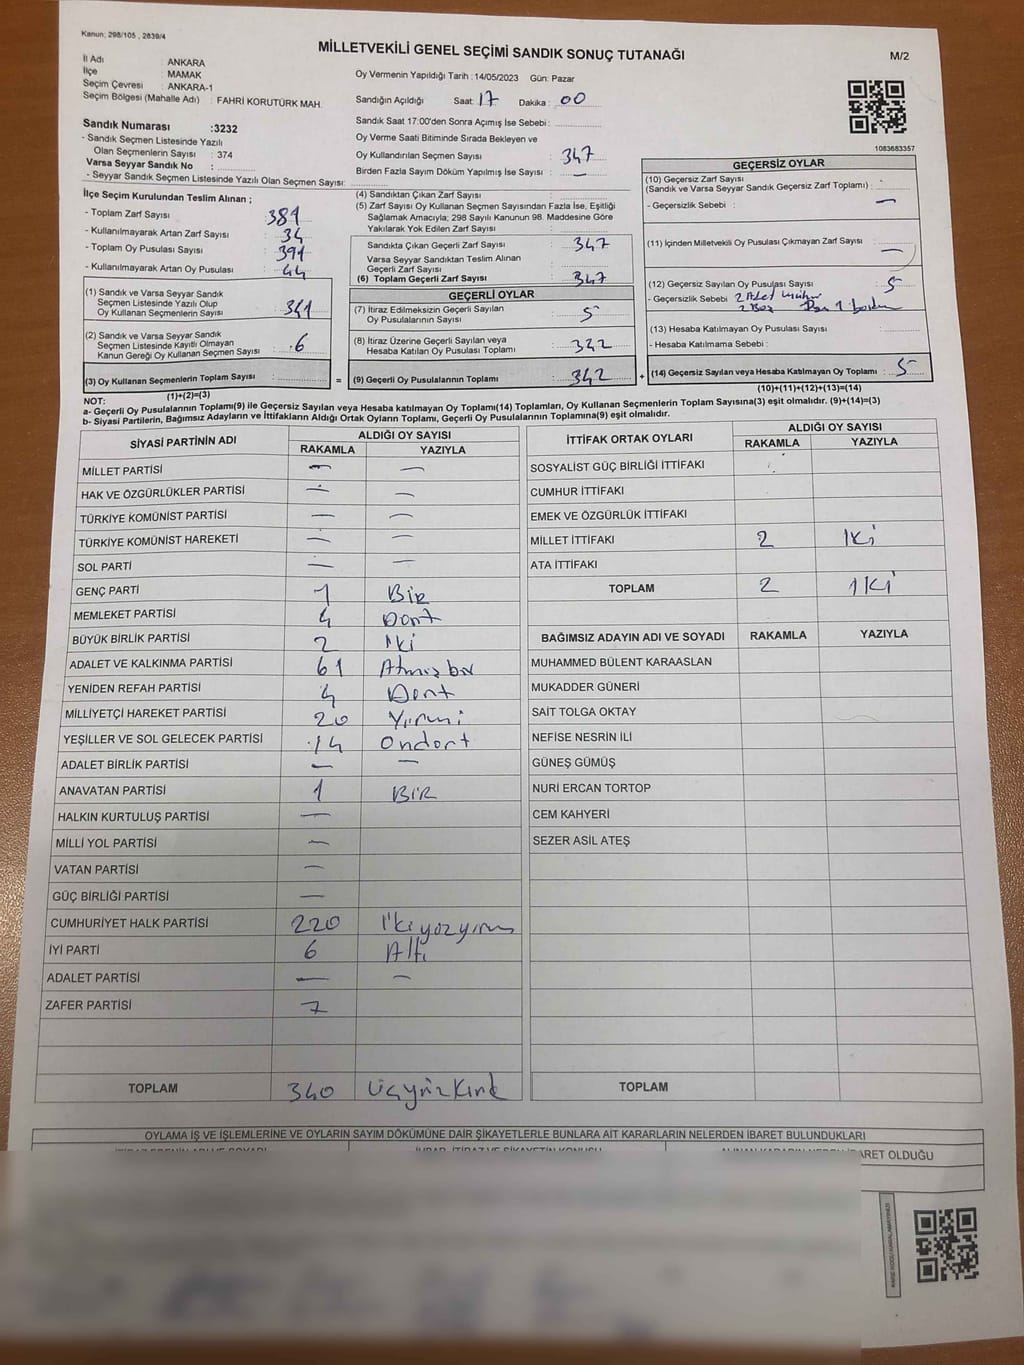 Kanun; 298/105 , 2839/4
MİLLETVEKİLİ GENEL SEÇİMİ SANDIK SONUÇ TUTANAĞI
M/2
İl Adı : ANKARA
İlçe : MAMAK
Seçim Çevresi : ANKARA-1
Seçim Bölgesi (Mahalle Adı) : FAHRİ KORUTÜRK MAH.
Oy Vermenin Yapıldığı Tarih : 14/05/2023 Gün: Pazar
Sandığın Açıldığı Saat: 17 Dakika : 00
Sandık Saat 17:00'den Sonra Açımış İse Sebebi :
Oy Verme Saati Bitiminde Sırada Bekleyen ve
Oy Kullandırılan Seçmen Sayısı : 347
Birden Fazla Sayım Döküm Yapılmış İse Sayısı : —
1083683357
Sandık Numarası :3232
- Sandık Seçmen Listesinde Yazılı
Olan Seçmenlerin Sayısı : 374
Varsa Seyyar Sandık No :
- Seyyar Sandık Seçmen Listesinde Yazılı Olan Seçmen Sayısı:
İlçe Seçim Kurulundan Teslim Alınan ;
- Toplam Zarf Sayısı : 381
- Kullanılmayarak Artan Zarf Sayısı : 34
- Toplam Oy Pusulası Sayısı : 391
- Kullanılmayarak Artan Oy Pusulası : 44
(1) Sandık ve Varsa Seyyar Sandık
Seçmen Listesinde Yazılı Olup
Oy Kullanan Seçmenlerin Sayısı : 341
(2) Sandık ve Varsa Seyyar Sandık
Seçmen Listesinde Kayıtlı Olmayan
Kanun Gereği Oy Kullanan Seçmen Sayısı : 6
(3) Oy Kullanan Seçmenlerin Toplam Sayısı :
(1)+(2)=(3)
(4) Sandıktan Çıkan Zarf Sayısı :
(5) Zarf Sayısı Oy Kullanan Seçmen Sayısından Fazla İse, Eşitliği
Sağlamak Amacıyla; 298 Sayılı Kanunun 98. Maddesine Göre
Yakılarak Yok Edilen Zarf Sayısı :
Sandıkta Çıkan Geçerli Zarf Sayısı : 347
Varsa Seyyar Sandıktan Teslim Alınan
Geçerli Zarf Sayısı :
(6) Toplam Geçerli Zarf Sayısı : 347
GEÇERLİ OYLAR
(7) İtiraz Edilmeksizin Geçerli Sayılan
Oy Pusulalarının Sayısı : 5
(8) İtiraz Üzerine Geçerli Sayılan veya
Hesaba Katılan Oy Pusulası Toplamı : 342
= (9) Geçerli Oy Pusulalarının Toplamı : 342 +
GEÇERSİZ OYLAR
(10) Geçersiz Zarf Sayısı
(Sandık ve Varsa Seyyar Sandık Geçersiz Zarf Toplamı) :
- Geçersizlik Sebebi : —
(11) İçinden Milletvekili Oy Pusulası Çıkmayan Zarf Sayısı : —
(12) Geçersiz Sayılan Oy Pusulası Sayısı : 5
- Geçersizlik Sebebi : 2 Adet
2 Boş
(13) Hesaba Katılmayan Oy Pusulası Sayısı :
- Hesaba Katılmama Sebebi :
(14) Geçersiz Sayılan veya Hesaba Katılmayan Oy Toplamı : 5
(10)+(11)+(12)+(13)=(14)
NOT:
a- Geçerli Oy Pusulalarının Toplamı(9) ile Geçersiz Sayılan veya Hesaba katılmayan Oy Toplamı(14) Toplamları, Oy Kullanan Seçmenlerin Toplam Sayısına(3) eşit olmalıdır. (9)+(14)=(3)
b- Siyasi Partilerin, Bağımsız Adayların ve İttifakların Aldığı Ortak Oyların Toplamı, Geçerli Oy Pusulalarının Toplamına(9) eşit olmalıdır.
SİYASİ PARTİNİN ADI ALDIĞI OY SAYISI
RAKAMLA YAZIYLA
MİLLET PARTİSİ — —
HAK VE ÖZGÜRLÜKLER PARTİSİ — —
TÜRKİYE KOMÜNİST PARTİSİ — —
TÜRKİYE KOMÜNİST HAREKETİ — —
SOL PARTİ — —
GENÇ PARTİ 1 Bir
MEMLEKET PARTİSİ 4 Dört
BÜYÜK BİRLİK PARTİSİ 2 İki
ADALET VE KALKINMA PARTİSİ 61 Atmışbir
YENİDEN REFAH PARTİSİ 4 Dört
MİLLİYETÇİ HAREKET PARTİSİ 20 Yirmi
YEŞİLLER VE SOL GELECEK PARTİSİ 14 Ondört
ADALET BİRLİK PARTİSİ — —
ANAVATAN PARTİSİ 1 BİR
HALKIN KURTULUŞ PARTİSİ —
MİLLİ YOL PARTİSİ —
VATAN PARTİSİ —
GÜÇ BİRLİĞİ PARTİSİ —
CUMHURİYET HALK PARTİSİ 220 İkiyüzyirmi
İYİ PARTİ 6 Altı
ADALET PARTİSİ — —
ZAFER PARTİSİ 7
TOPLAM 340 Üçyüzkırk
İTTİFAK ORTAK OYLARI ALDIĞI OY SAYISI
RAKAMLA YAZIYLA
SOSYALİST GÜÇ BİRLİĞİ İTTİFAKI
CUMHUR İTTİFAKI
EMEK VE ÖZGÜRLÜK İTTİFAKI
MİLLET İTTİFAKI 2 İki
ATA İTTİFAKI
TOPLAM 2 İki
BAĞIMSIZ ADAYIN ADI VE SOYADI RAKAMLA YAZIYLA
MUHAMMED BÜLENT KARAASLAN
MUKADDER GÜNERİ
SAİT TOLGA OKTAY
NEFİSE NESRİN İLİ
GÜNEŞ GÜMÜŞ
NURİ ERCAN TORTOP
CEM KAHYERİ
SEZER ASİL ATEŞ
TOPLAM
OYLAMA İŞ VE İŞLEMLERİNE VE OYLARIN SAYIM DÖKÜMÜNE DAİR ŞİKAYETLERLE BUNLARA AİT KARARLARIN NELERDEN İBARET BULUNDUKLARI
İBARET OLDUĞU